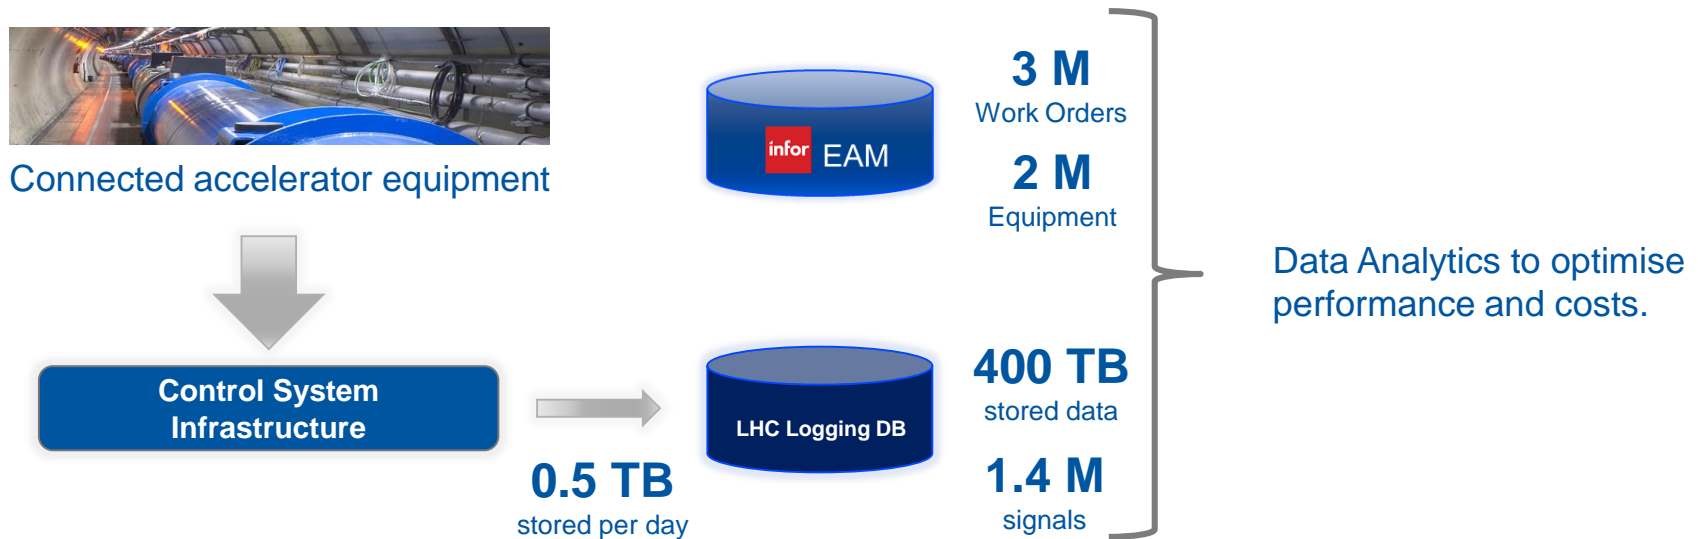 Connected accelerator equipment
Control System
Infrastructure
0.5 TB
stored per day
infor EAM
3 M
Work Orders
2 M
Equipment
LHC Logging DB
400 TB
stored data
1.4 M
signals
Data Analytics to optimise
performance and costs.